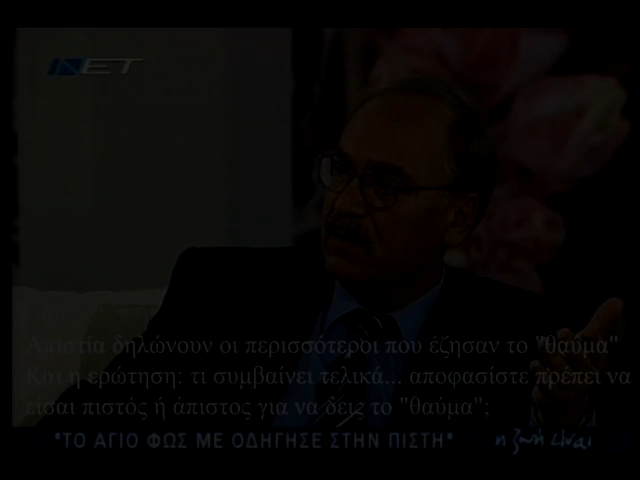 NET
Απιστία δηλώνουν οι περισσότεροι που έζησαν το "θαύμα"
Και η ερώτηση: τι συμβαίνει τελικά... αποφασίστε πρέπει να
είσαι πιστός ή άπιστος για να δεις το "θαύμα";
"ΤΟ ΑΓΙΟ ΦΩΣ ΜΕ ΟΔΗΓΗΣΕ ΣΤΗΝ ΠΙΣΤΗ"
η ζωή είναι